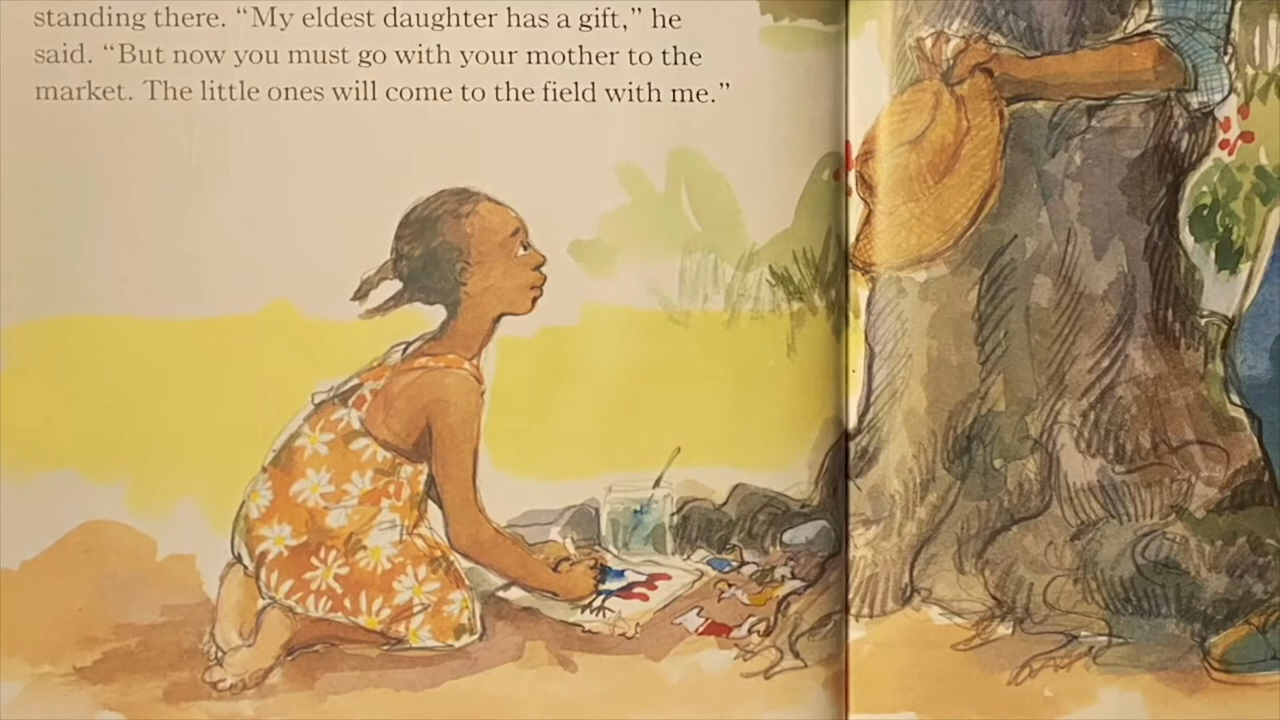 standing there. “My eldest daughter has a gift,” he
said. “But now you must go with your mother to the
market. The little ones will come to the field with me.”